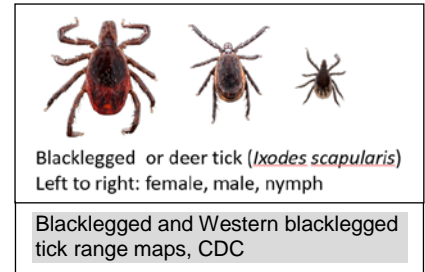 Blacklegged or deer tick (Ixodes scapularis)
Left to right: female, male, nymph
Blacklegged and Western blacklegged
tick range maps, CDC